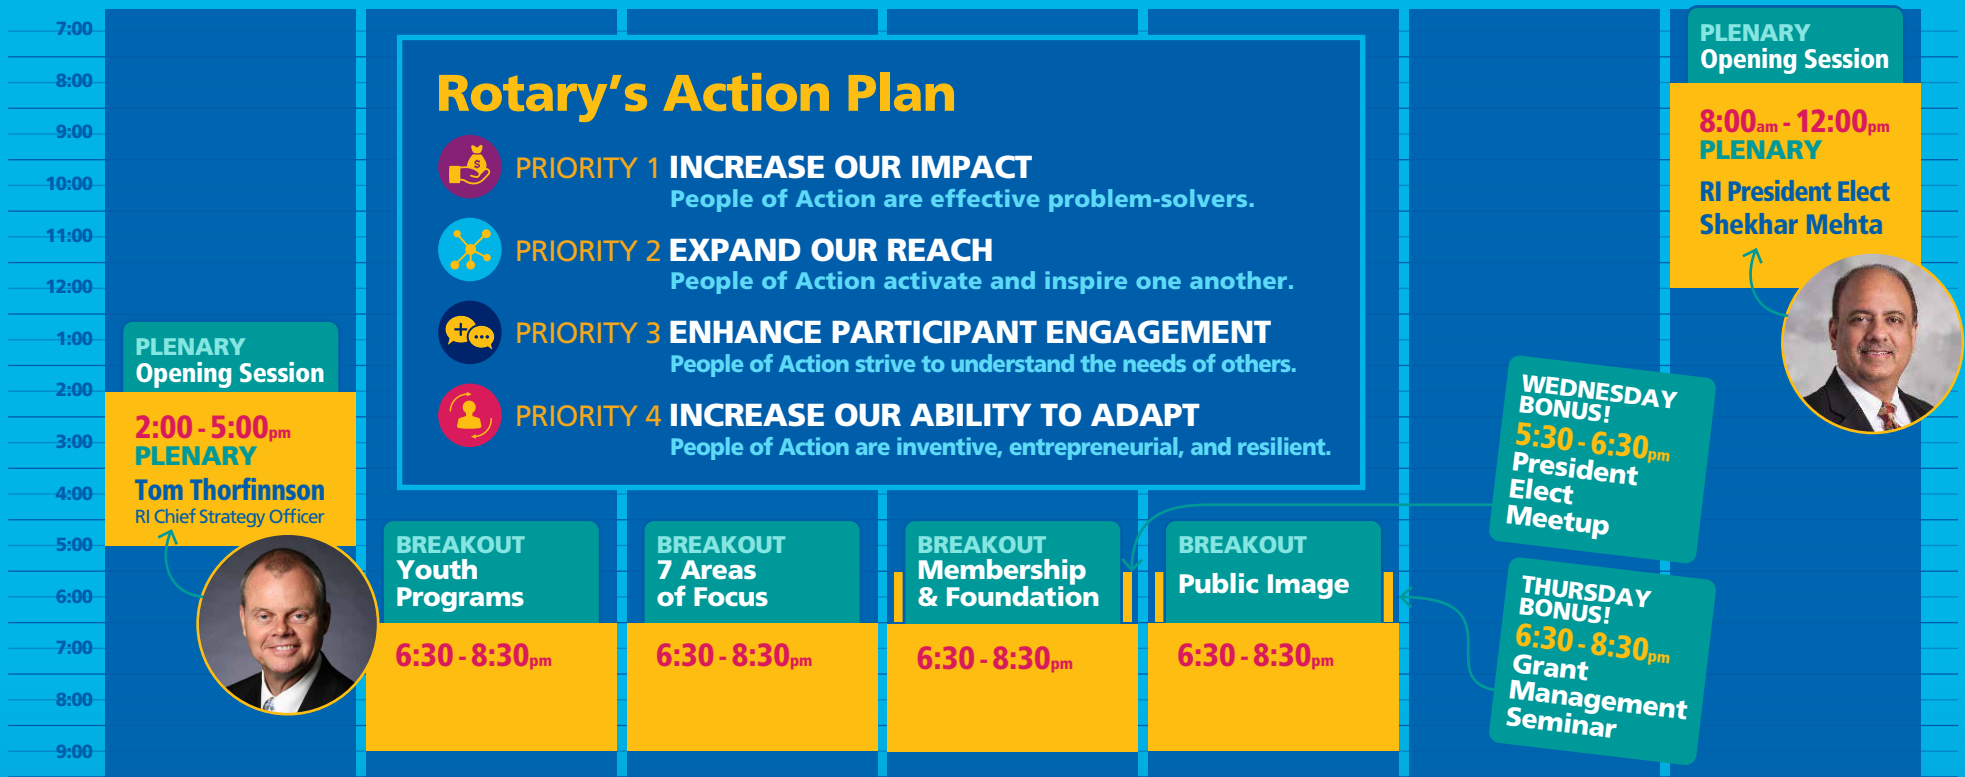 7:00
8:00
9:00
10:00
11:00
12:00
1:00
2:00
3:00
4:00
5:00
6:00
7:00
8:00
9:00
PLENARY
Opening Session
2:00 - 5:00pm
PLENARY
Tom Thorfinnson
RI Chief Strategy Officer
Rotary's Action Plan
PRIORITY 1 INCREASE OUR IMPACT
People of Action are effective problem-solvers.
PRIORITY 2 EXPAND OUR REACH
People of Action activate and inspire one another.
PRIORITY 3 ENHANCE PARTICIPANT ENGAGEMENT
People of Action strive to understand the needs of others.
PRIORITY 4 INCREASE OUR ABILITY TO ADAPT
People of Action are inventive, entrepreneurial, and resilient.
BREAKOUT
Youth
Programs
6:30 - 8:30pm
BREAKOUT
7 Areas
of Focus
6:30 - 8:30pm
BREAKOUT
Membership
& Foundation
6:30 - 8:30pm
BREAKOUT
Public Image
6:30 - 8:30pm
WEDNESDAY
BONUS!
5:30 - 6:30pm
President
Elect
Meetup
THURSDAY
BONUS!
6:30 - 8:30pm
Grant
Management
Seminar
PLENARY
Opening Session
8:00am - 12:00pm
PLENARY
RI President Elect
Shekhar Mehta